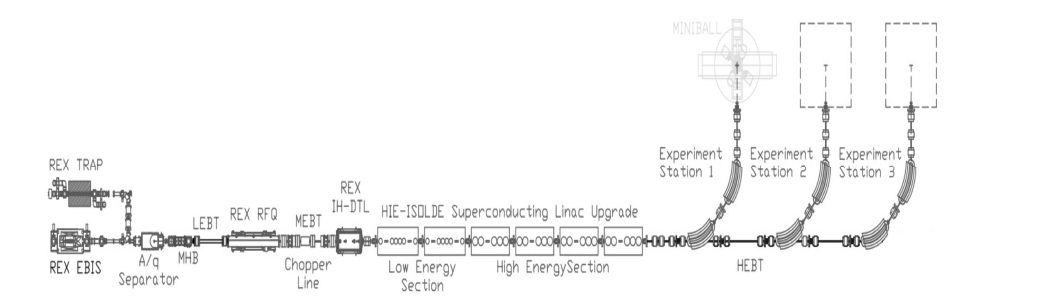 MINIBALL
REX TRAP
REX EBIS
A/q
Separator
LEBT
MHB
REX RFQ
MEBT
Chopper
Line
REX
IH-DTL
HIE-ISOLDE Superconducting Linac Upgrade
Low Energy
Section
High EnergySection
Experiment
Station 1
Experiment
Station 2
Experiment
Station 3
HEBT